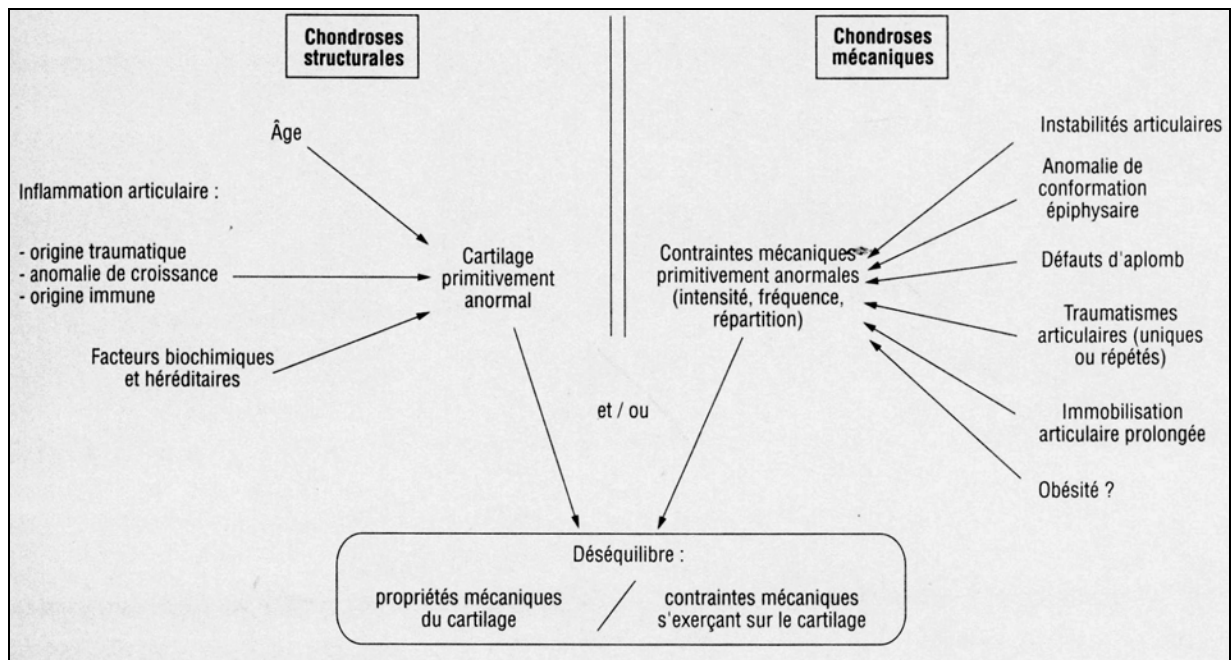 Chondroses
structurales
Âge
Inflammation articulaire :
- origine traumatique
- anomalie de croissance
- origine immune
Facteurs biochimiques
et héréditaires
Cartilage
primitivement
anormal
Chondroses
mécaniques
Instabilités articulaires
Anomalie de
conformation
épiphysaire
Défauts d'aplomb
Traumatismes
articulaires (uniques
ou répétés)
Immobilisation
articulaire prolongée
Obésité ?
Contraintes mécaniques
primitivement anormales
(intensité, fréquence,
répartition)
et / ou
Déséquilibre :
propriétés mécaniques
du cartilage
/
contraintes mécaniques
s'exerçant sur le cartilage